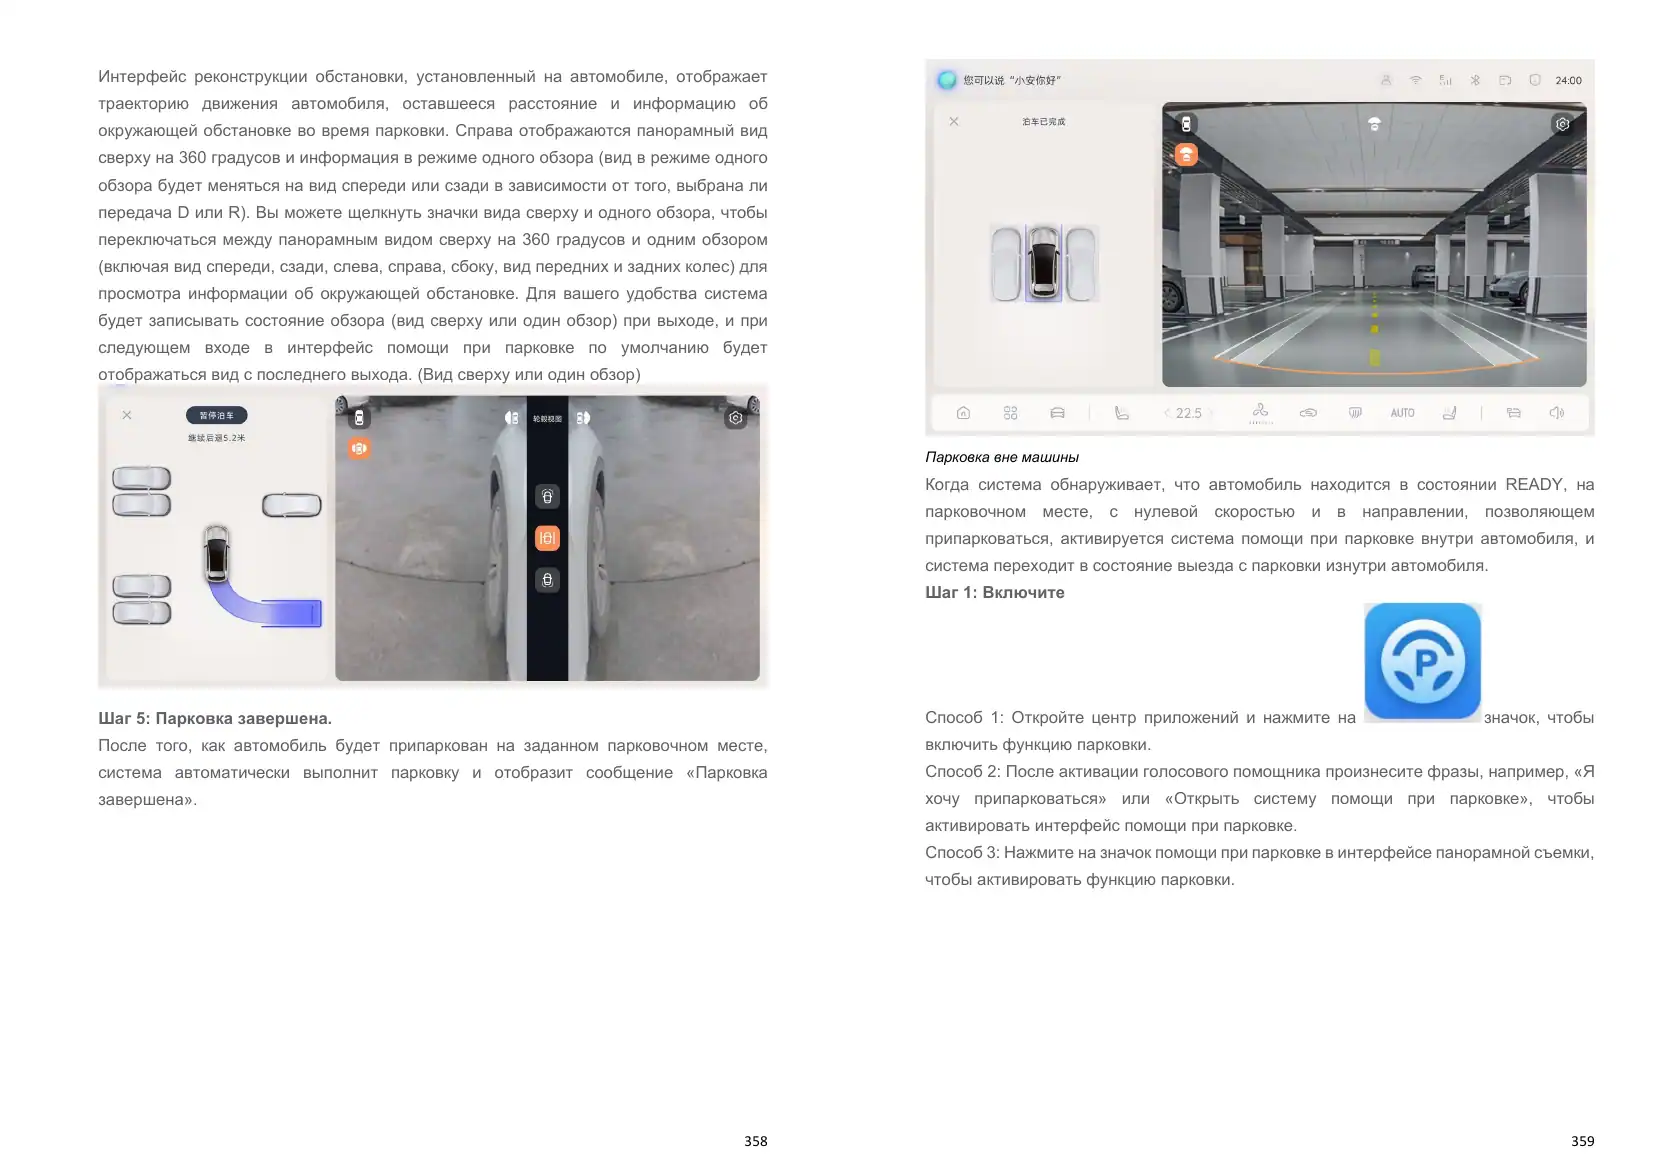 Интерфейс реконструкции обстановки, установленный на автомобиле, отображает
траекторию движения автомобиля, оставшееся расстояние и информацию об
окружающей обстановке во время парковки. Справа отображаются панорамный вид
сверху на 360 градусов и информация в режиме одного обзора (вид в режиме одного
обзора будет меняться на вид спереди или сзади в зависимости от того, выбрана ли
передача D или R). Вы можете щелкнуть значки вида сверху и одного обзора, чтобы
переключаться между панорамным видом сверху на 360 градусов и одним обзором
(включая вид спереди, сзади, слева, справа, сбоку, вид передних и задних колес) для
просмотра информации об окружающей обстановке. Для вашего удобства система
будет записывать состояние обзора (вид сверху или один обзор) при выходе, и при
следующем входе в интерфейс помощи при парковке по умолчанию будет
отображаться вид с последнего выхода. (Вид сверху или один обзор)
暂停泊车
继续后退5.2米
轮毂视图
Шаг 5: Парковка завершена.
После того, как автомобиль будет припаркован на заданном парковочном месте,
система автоматически выполнит парковку и отобразит сообщение «Парковка
завершена».
358
您可以说“小安你好”
24:00
泊车已完成
22.5
AUTO
Парковка вне машины
Когда система обнаруживает, что автомобиль находится в состоянии READY, на
парковочном месте, с нулевой скоростью и в направлении, позволяющем
припарковаться, активируется система помощи при парковке внутри автомобиля, и
система переходит в состояние выезда с парковки изнутри автомобиля.
Шаг 1: Включите
P
Способ 1: Откройте центр приложений и нажмите на значок, чтобы
включить функцию парковки.
Способ 2: После активации голосового помощника произнесите фразы, например, «Я
хочу припарковаться» или «Открыть систему помощи при парковке», чтобы
активировать интерфейс помощи при парковке.
Способ 3: Нажмите на значок помощи при парковке в интерфейсе панорамной съемки,
чтобы активировать функцию парковки.
359